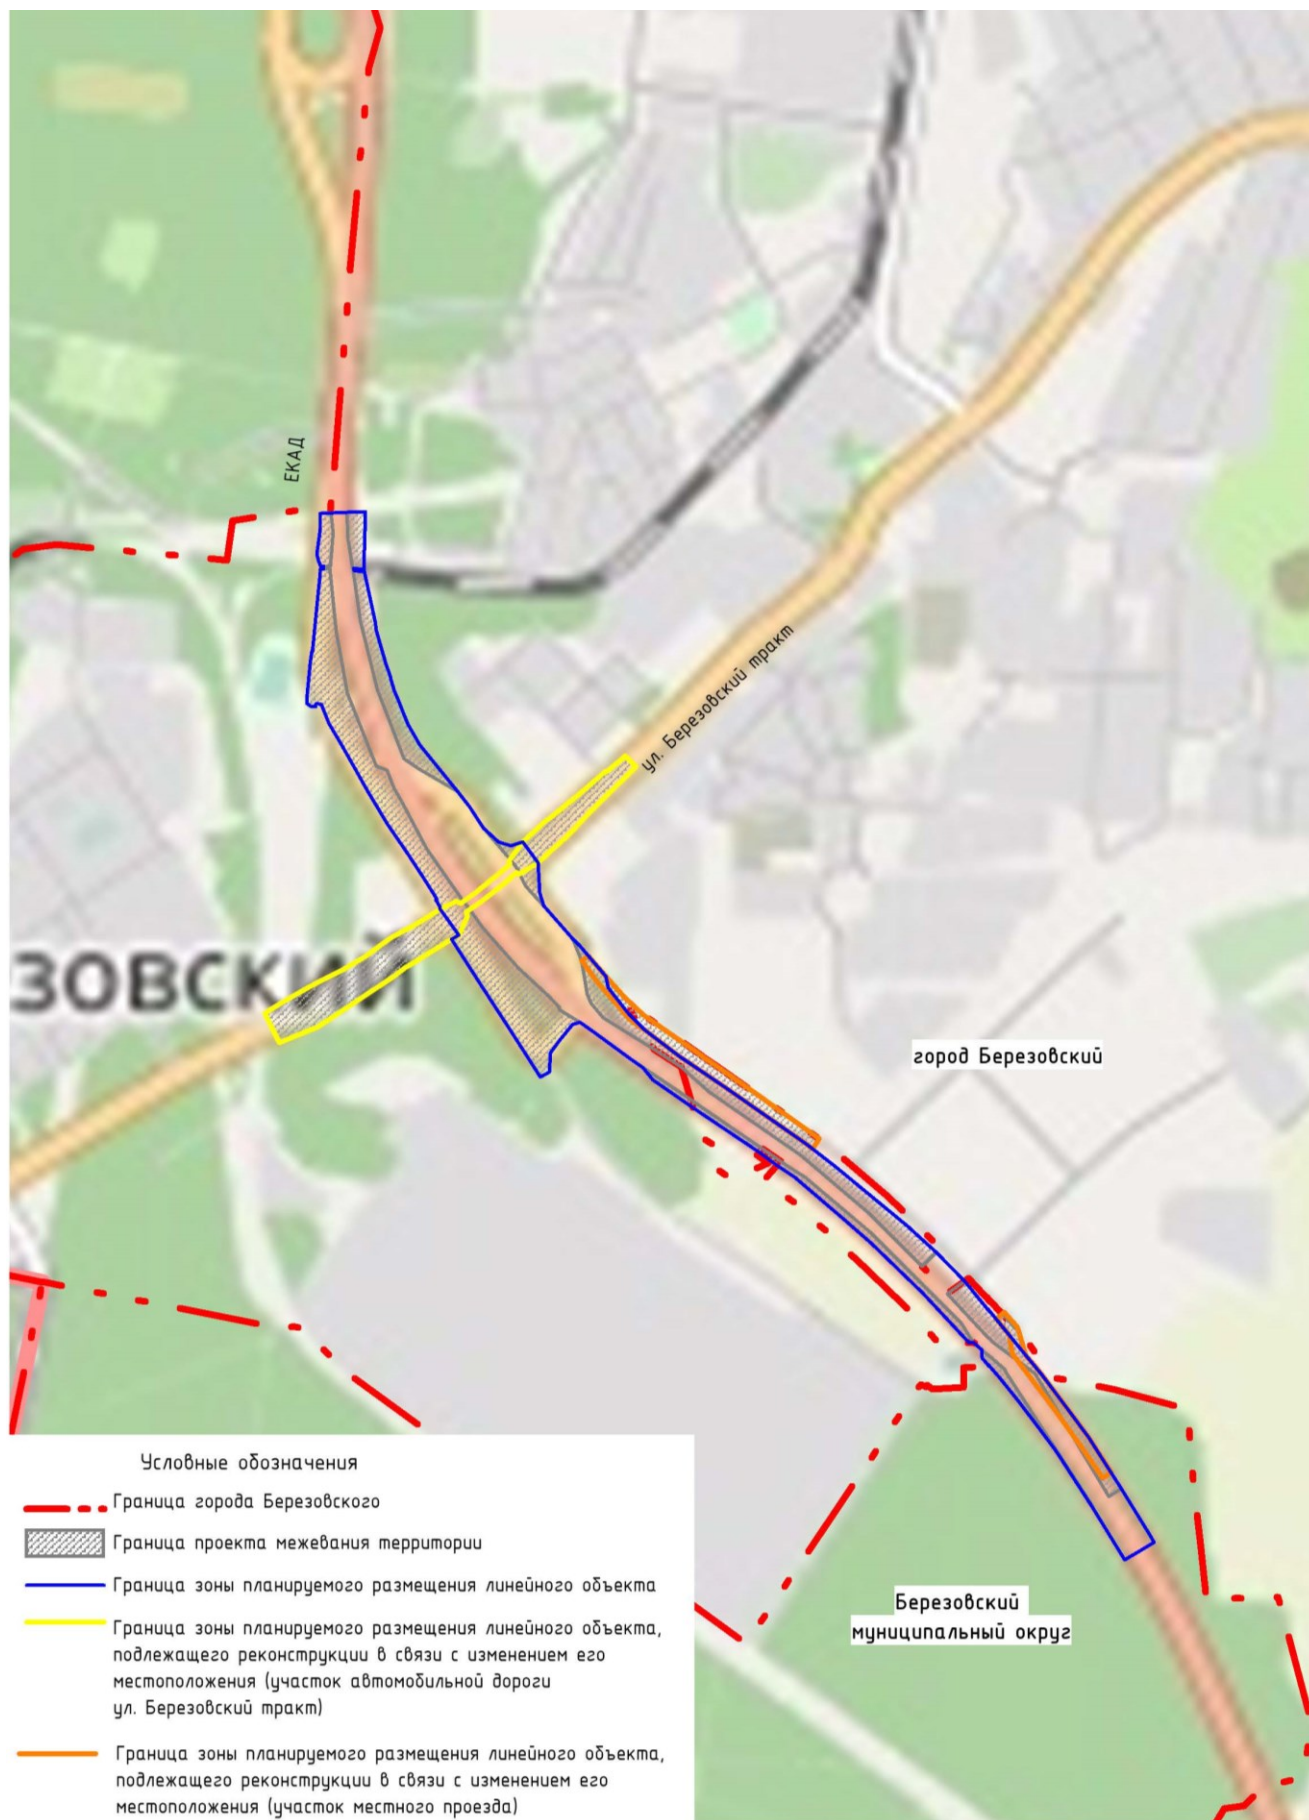 ЕКАД
ул. Березовский тракт
ЗОВСКИЙ
город Березовский
Березовский
муниципальный округ
Условные обозначения
Граница города Березовского
Граница проекта межевания территории
Граница зоны планируемого размещения линейного объекта
Граница зоны планируемого размещения линейного объекта,
подлежащего реконструкции в связи с изменением его
местоположения (участок автомобильной дороги
ул. Березовский тракт)
Граница зоны планируемого размещения линейного объекта,
подлежащего реконструкции в связи с изменением его
местоположения (участок местного проезда)